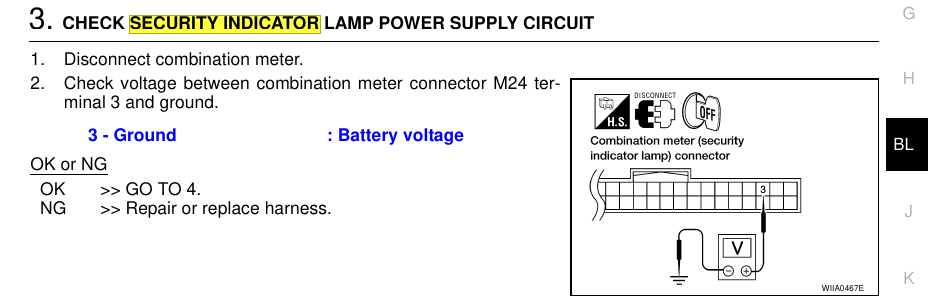 3. CHECK SECURITY INDICATOR LAMP POWER SUPPLY CIRCUIT
1. Disconnect combination meter.
2. Check voltage between combination meter connector M24 ter-
minal 3 and ground.
3 - Ground : Battery voltage
OK or NG
OK >> GO TO 4.
NG >> Repair or replace harness.
DISCONNECT
H.S.
OFF
Combination meter (security
indicator lamp) connector
3
V
− +
WIIA0467E
G
H
BL
J
K